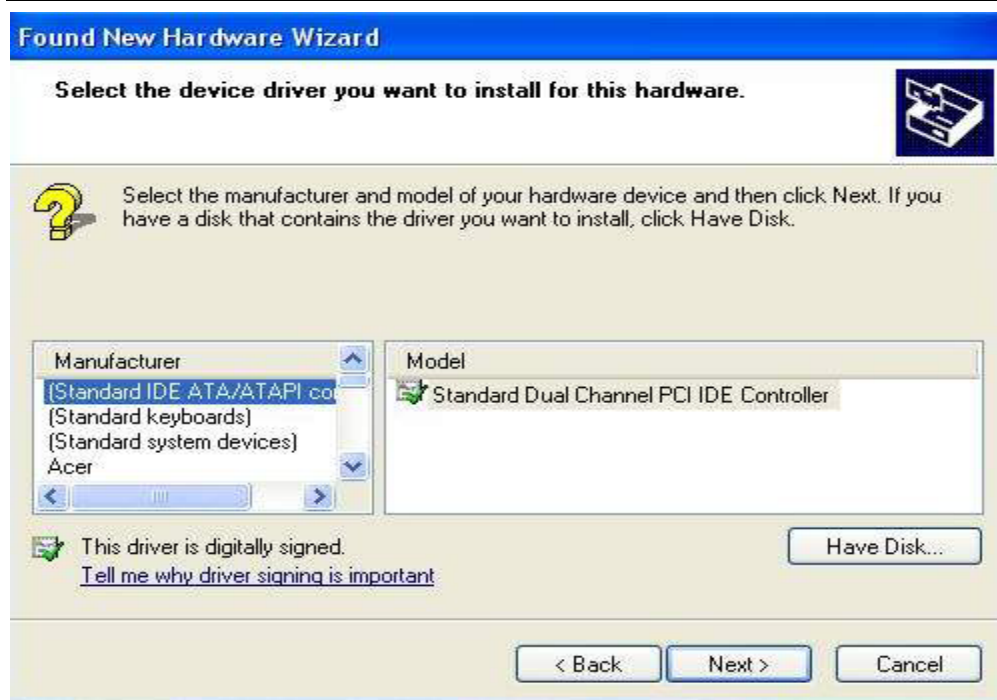 Found New Hardware Wizard
Select the device driver you want to install for this hardware.
Select the manufacturer and model of your hardware device and then click Next. If you
have a disk that contains the driver you want to install, click Have Disk.
Manufacturer
(Standard IDE ATA/ATAPI co
(Standard keyboards)
(Standard system devices)
Acer
Model
Standard Dual Channel PCI IDE Controller
This driver is digitally signed.
Tell me why driver signing is important
Have Disk...
< Back
Next >
Cancel